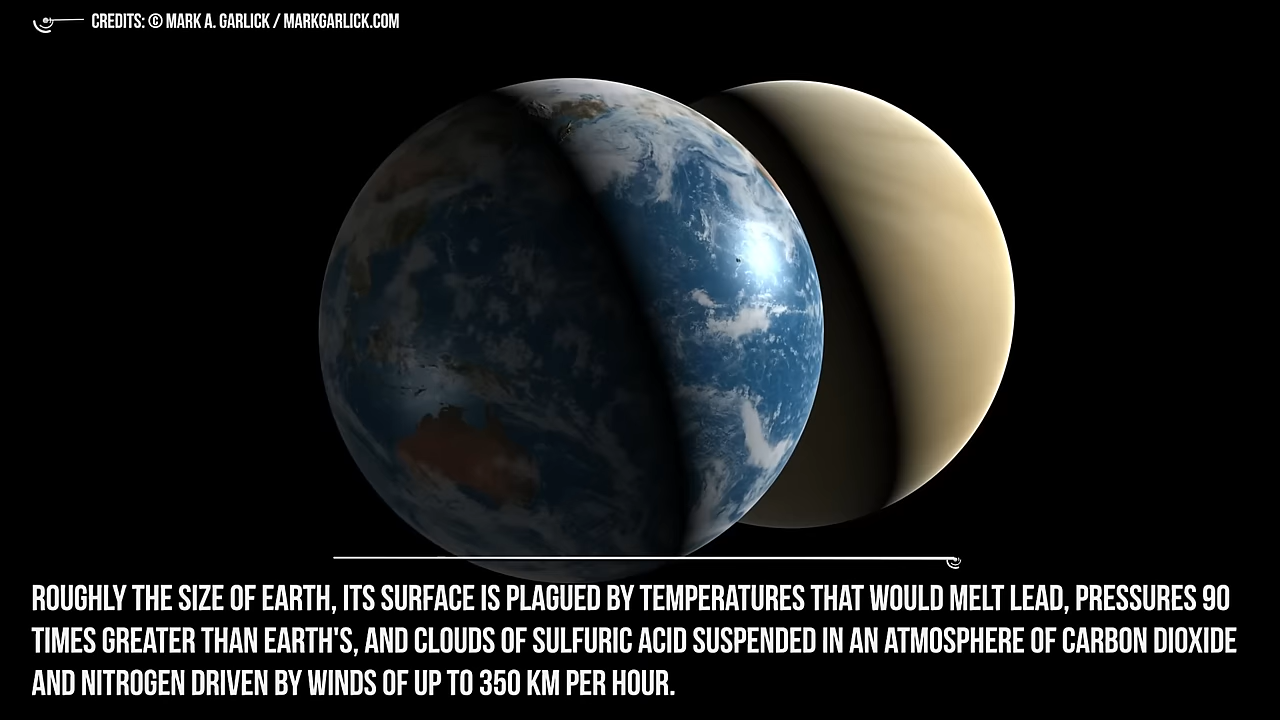 CREDITS: © MARK A. GARLICK / MARKGARLICK.COM
ROUGHLY THE SIZE OF EARTH, ITS SURFACE IS PLAGUED BY TEMPERATURES THAT WOULD MELT LEAD, PRESSURES 90
TIMES GREATER THAN EARTH'S, AND CLOUDS OF SULFURIC ACID SUSPENDED IN AN ATMOSPHERE OF CARBON DIOXIDE
AND NITROGEN DRIVEN BY WINDS OF UP TO 350 KM PER HOUR.